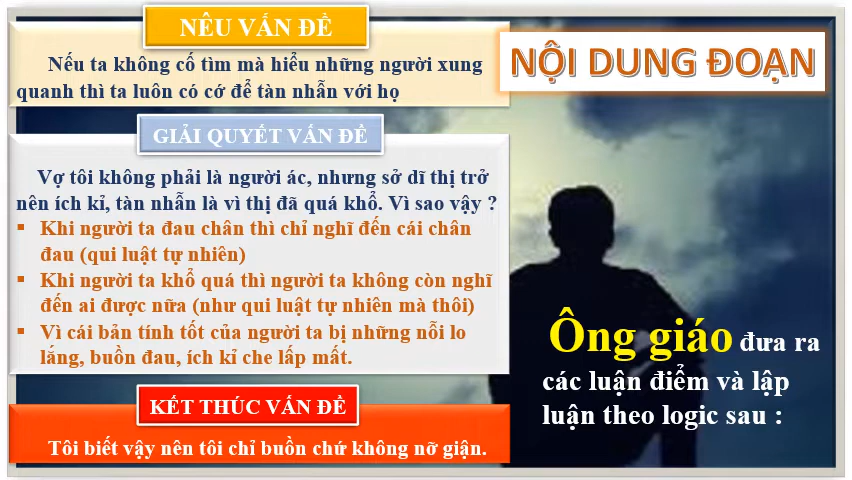 NÊU VẤN ĐỀ
Nếu ta không cố tìm mà hiểu những người xung
quanh thì ta luôn có cớ để tàn nhẫn với họ
NỘI DUNG ĐOẠN
GIẢI QUYẾT VẤN ĐỀ
Vợ tôi không phải là người ác, nhưng sở dĩ thị trở
nên ích kỉ, tàn nhẫn là vì thị đã quá khổ. Vì sao vậy ?
▪ Khi người ta đau chân thì chỉ nghĩ đến cái chân
đau (qui luật tự nhiên)
▪ Khi người ta khổ quá thì người ta không còn nghĩ
đến ai được nữa (như qui luật tự nhiên mà thôi)
▪ Vì cái bản tính tốt của người ta bị những nỗi lo
lắng, buồn đau, ích kỉ che lấp mất.
KẾT THÚC VẤN ĐỀ
Tôi biết vậy nên tôi chỉ buồn chứ không nỡ giận.
Ông giáo đưa ra
các luận điểm và lập
luận theo logic sau :